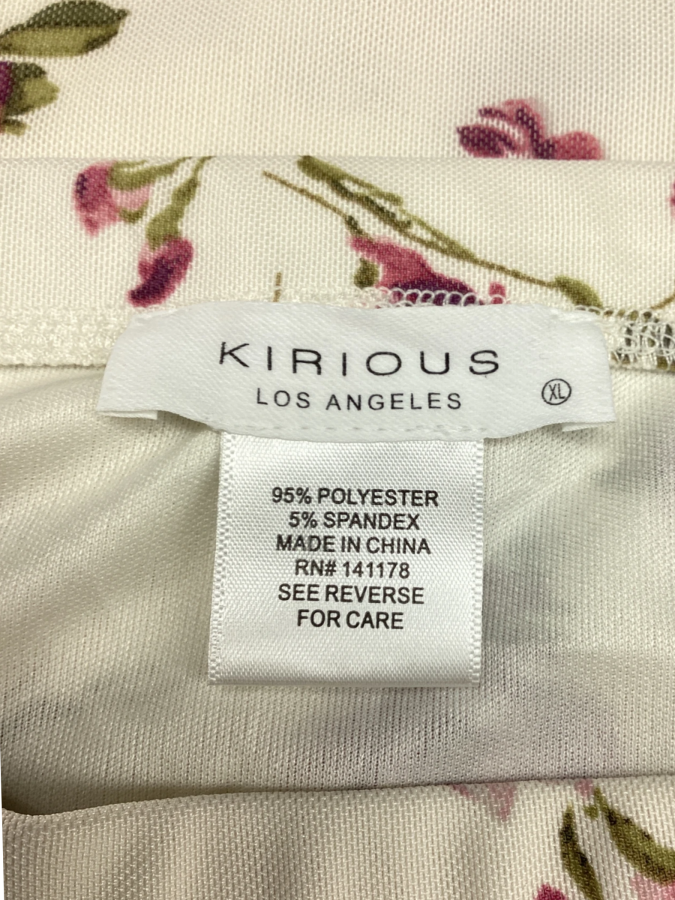 KIRIOUS
LOS ANGELES
XL
95% POLYESTER
5% SPANDEX
MADE IN CHINA
RN# 141178
SEE REVERSE
FOR CARE